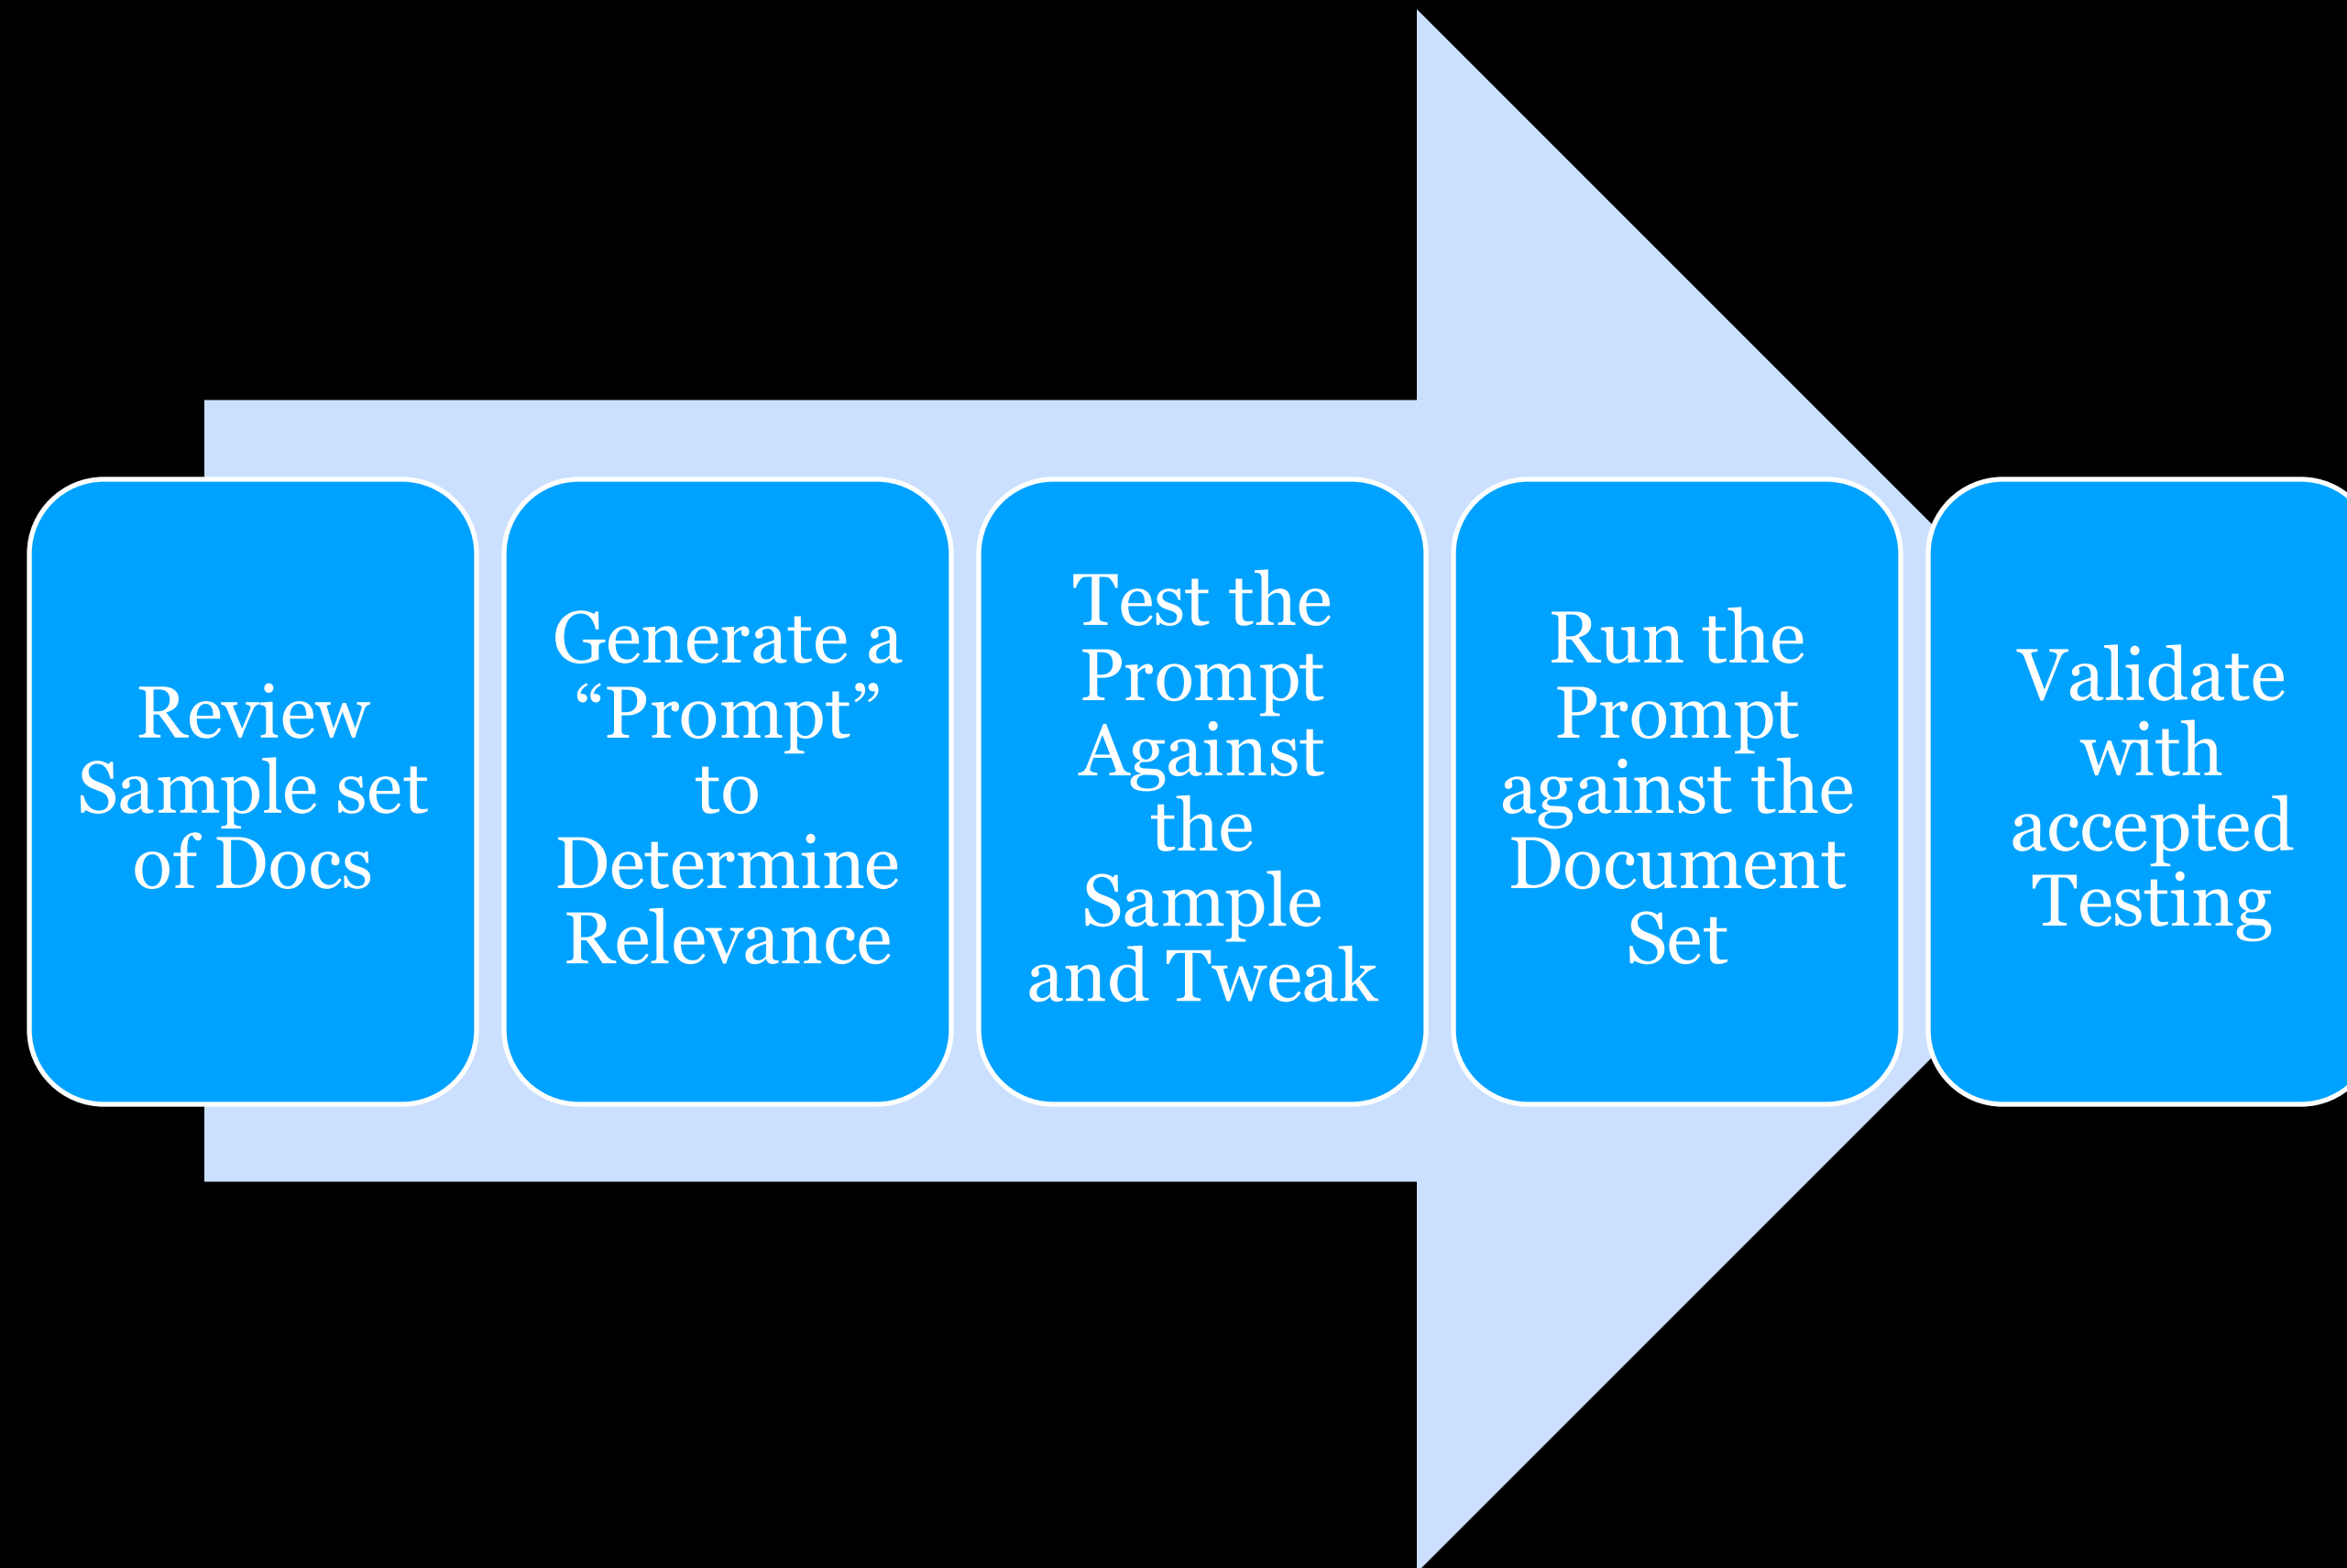 Review
Sample set
of Docs
Generate a
“Prompt”
to
Determine
Relevance
Test the
Prompt
Against
the
Sample
and Tweak
Run the
Prompt
against the
Document
Set
Validate
with
accepted
Testing